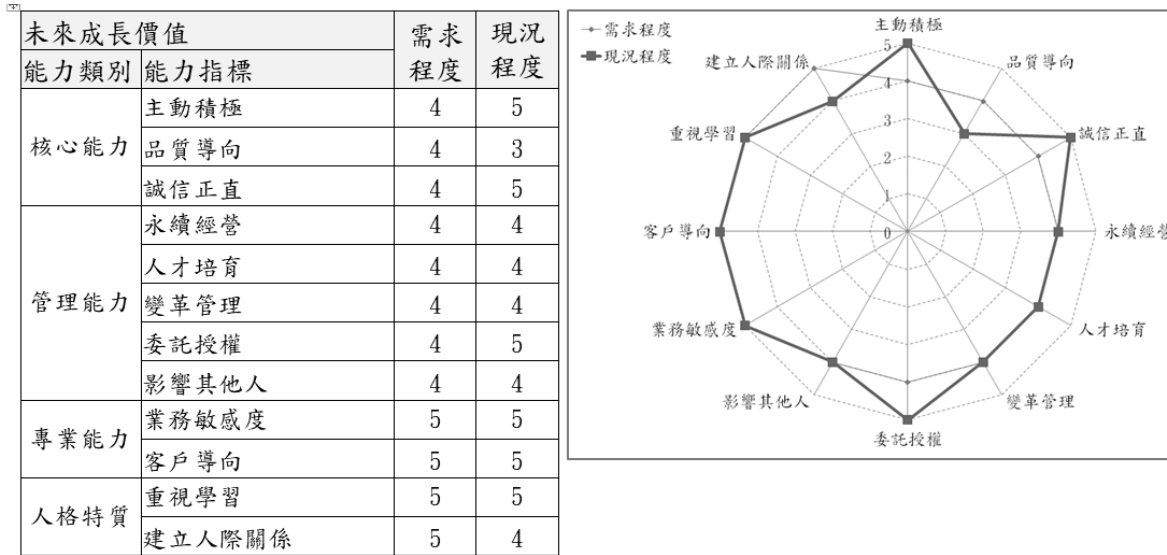 未來成長價值 需求程度 現況程度
能力類別 能力指標
核心能力 主動積極 4 5
品質導向 4 3
誠信正直 4 5
管理能力 永續經營 4 4
人才培育 4 4
變革管理 4 4
委託授權 4 5
影響其他人 4 4
專業能力 業務敏感度 5 5
客戶導向 5 5
人格特質 重視學習 5 5
建立人際關係 5 4
需求程度
現況程度
主動積極
品質導向
誠信正直
永續經營
人才培育
變革管理
委託授權
影響其他人
業務敏感度
客戶導向
重視學習
建立人際關係
5
4
3
2
1
0